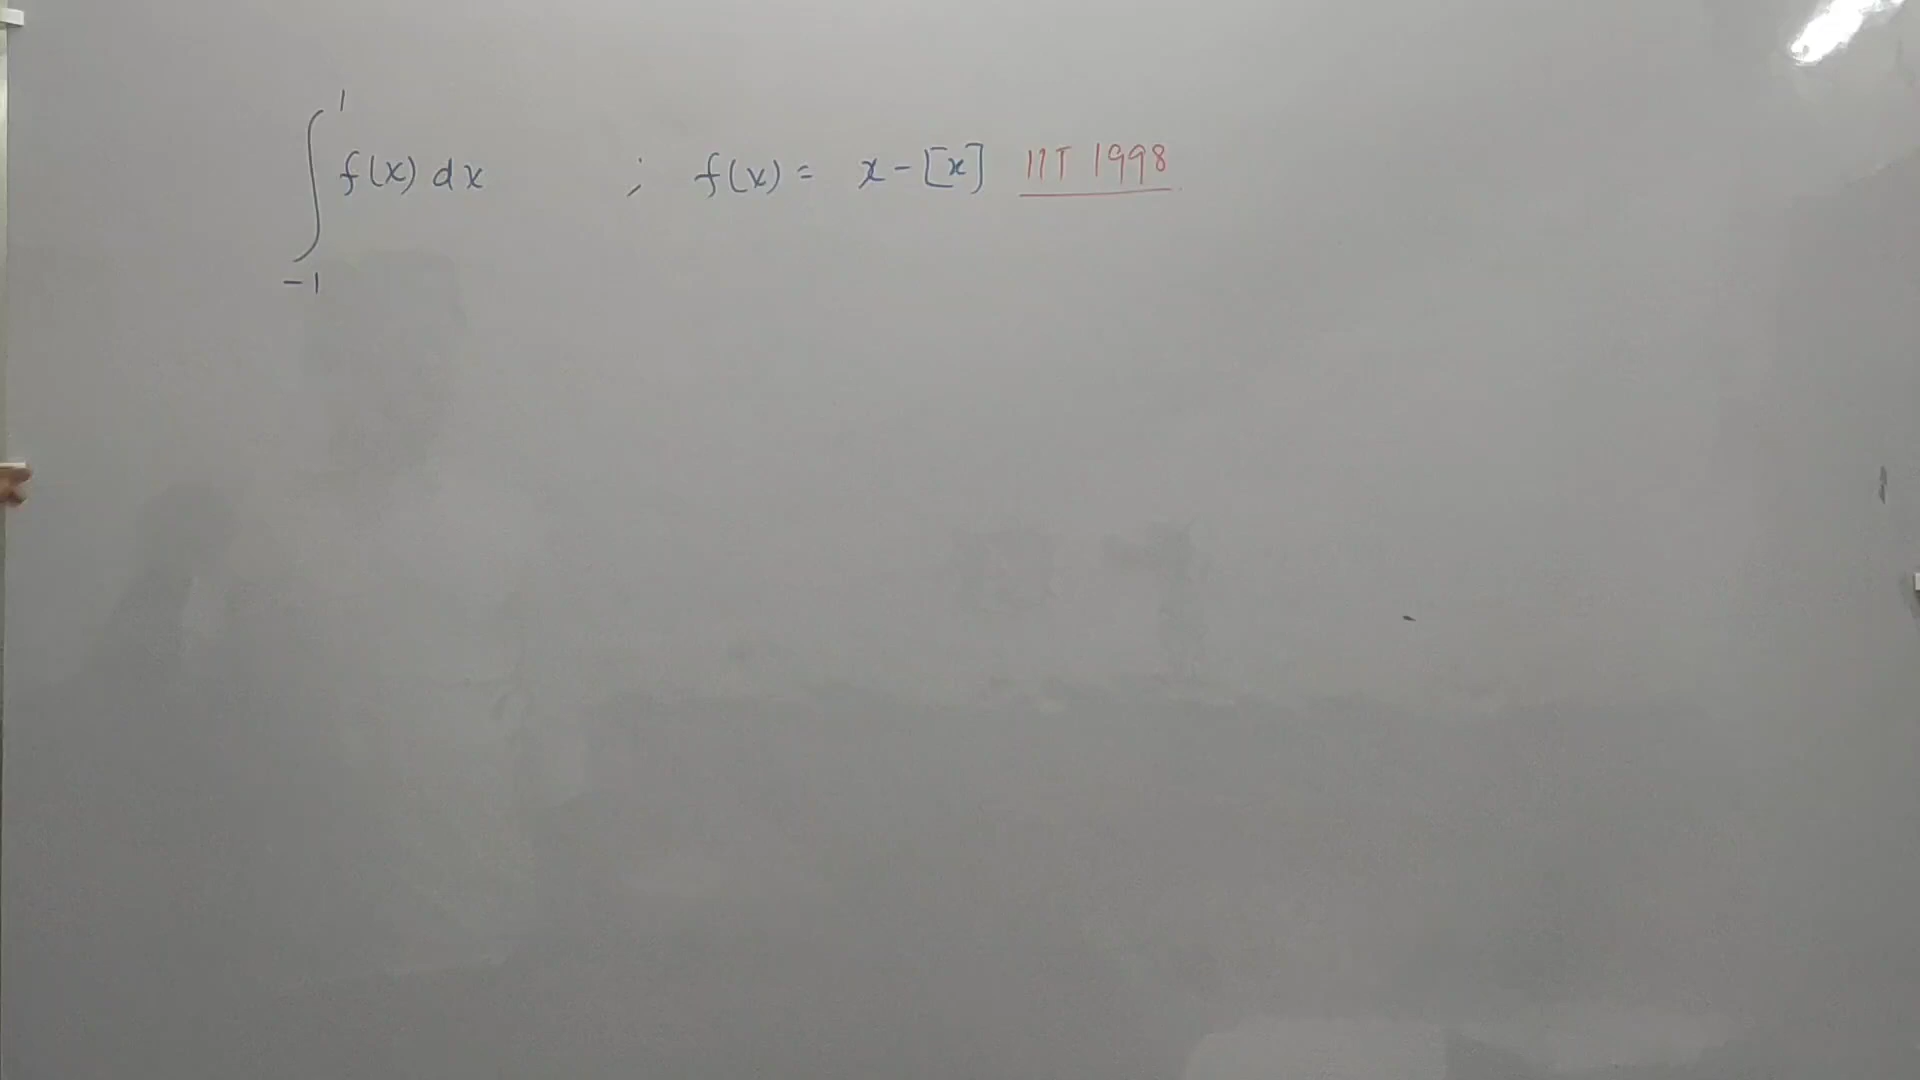 ∫_{-1}^{1} f(x) dx ; f(x) = x - [x] IIT 1998